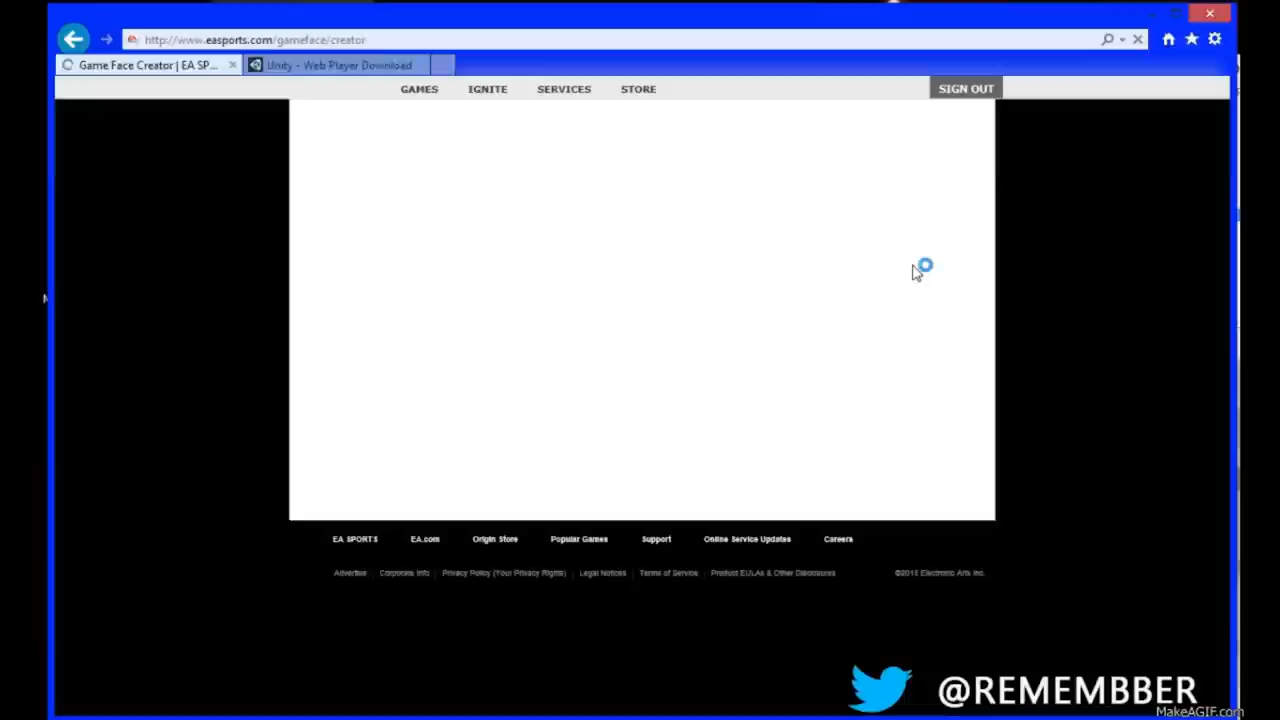 http://www.easports.com/gameface/creator
Game Face Creator | EA SP... Unity - Web Player Download
GAMES IGNITE SERVICES STORE SIGN OUT
EA SPORTS EA.com Origin Store Popular Games Support Online Service Updates Careers
Advertise Corporate Info Privacy Policy (Your Privacy Rights) Legal Notices Terms of Service Product EULAs & Other Disclosures ©2015 Electronic Arts Inc.
@REMEMBBER
MakeAGIF.com